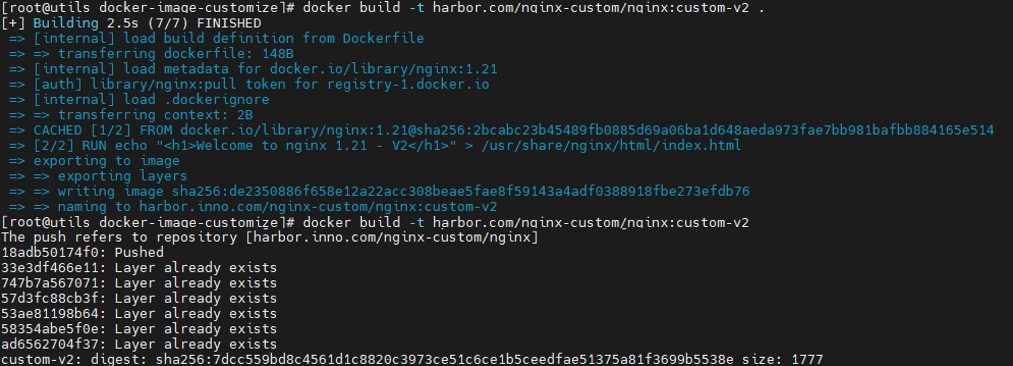 [root@utils docker-image-customize]# docker build -t harbor.com/nginx-custom/nginx:custom-v2 .
[+] Building 2.5s (7/7) FINISHED
=> [internal] load build definition from Dockerfile
=> => transferring dockerfile: 148B
=> [internal] load metadata for docker.io/library/nginx:1.21
=> [auth] library/nginx:pull token for registry-1.docker.io
=> [internal] load .dockerignore
=> => transferring context: 2B
=> CACHED [1/2] FROM docker.io/library/nginx:1.21@sha256:2bcabc23b45489fb0885d69a06ba1d648aeda973fae7bb981bafbb884165e514
=> [2/2] RUN echo "<h1>Welcome to nginx 1.21 - V2</h1>" > /usr/share/nginx/html/index.html
=> exporting to image
=> => exporting layers
=> => writing image sha256:de2350886f658e12a22acc308beae5fae8f59143a4adf0388918fbe273efdb76
=> => naming to harbor.inno.com/nginx-custom/nginx:custom-v2
[root@utils docker-image-customize]# docker build -t harbor.com/nginx-custom/nginx:custom-v2
The push refers to repository [harbor.inno.com/nginx-custom/nginx]
18adb50174f0: Pushed
33e3df466e11: Layer already exists
747b7a567071: Layer already exists
57d3fc88cb3f: Layer already exists
53ae81198b64: Layer already exists
58354abe5f0e: Layer already exists
ad6562704f37: Layer already exists
custom-v2: digest: sha256:7dcc559bd8c4561d1c8820c3973ce51c6ce1b5ceedfae51375a81f3699b5538e size: 1777